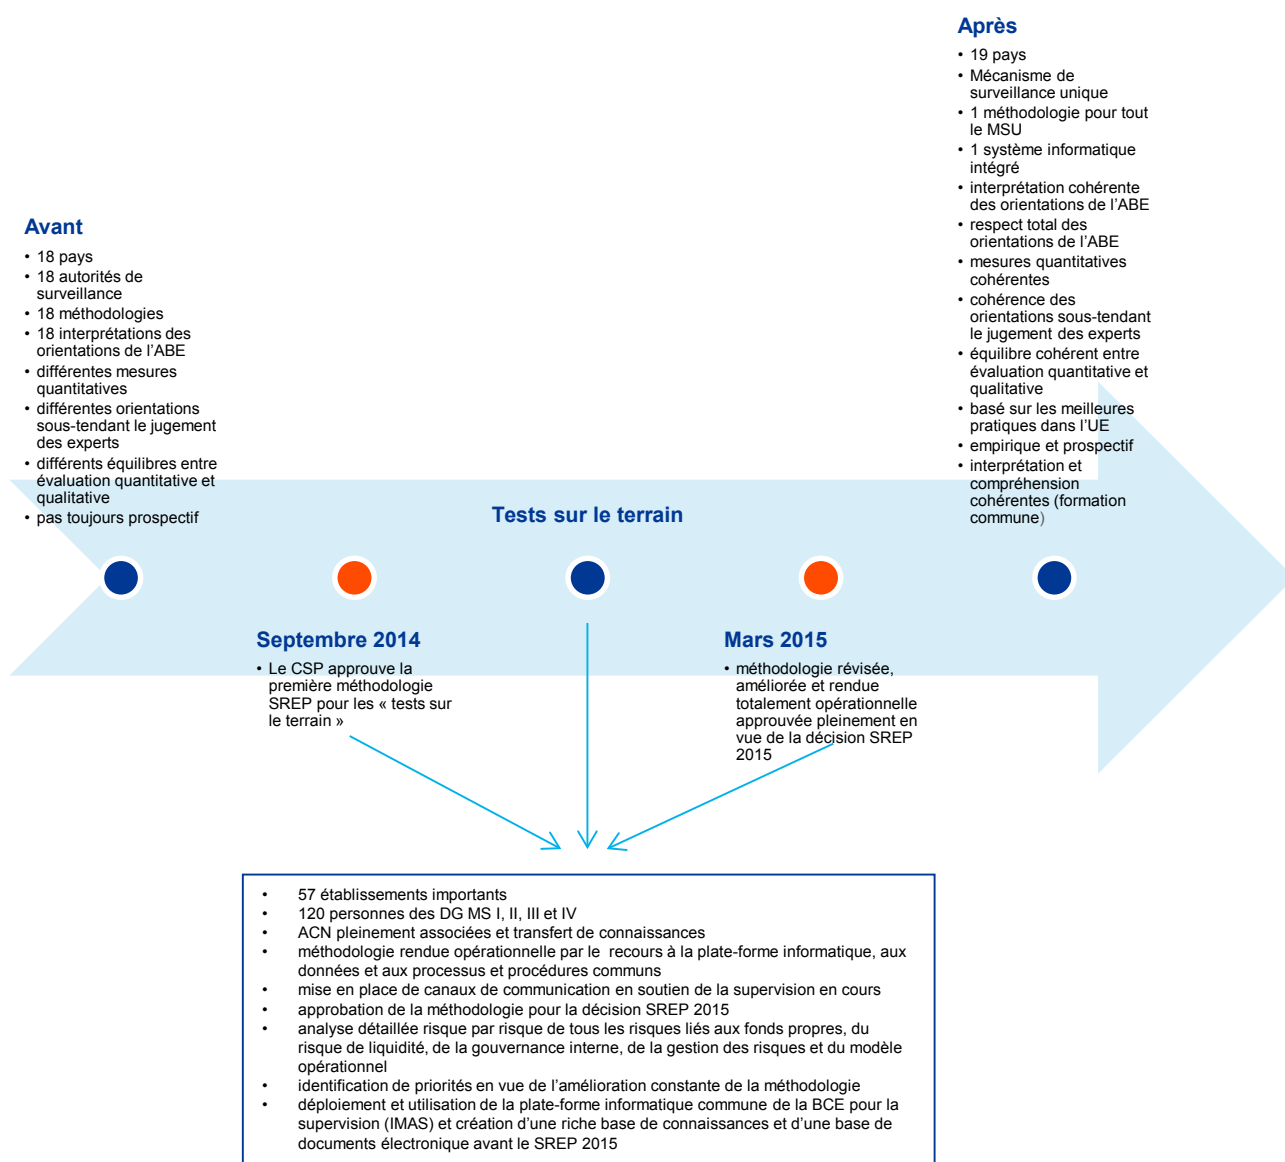 Avant
• 18 pays
• 18 autorités de
surveillance
• 18 méthodologies
• 18 interprétations des
orientations de l’ABE
• différentes mesures
quantitatives
• différentes orientations
sous-tendant le jugement
des experts
• différents équilibres entre
évaluation quantitative et
qualitative
• pas toujours prospectif
Septembre 2014
• Le CSP approuve la
première méthodologie
SREP pour les « tests sur
le terrain »
Tests sur le terrain
Mars 2015
• méthodologie révisée,
améliorée et rendue
totalement opérationnelle
approuvée pleinement en
vue de la décision SREP
2015
Après
• 19 pays
• Mécanisme de
surveillance unique
• 1 méthodologie pour tout
le MSU
• 1 système informatique
intégré
• interprétation cohérente
des orientations de l’ABE
• respect total des
orientations de l’ABE
• mesures quantitatives
cohérentes
• cohérence des
orientations sous-tendant
le jugement des experts
• équilibre cohérent entre
évaluation quantitative et
qualitative
• basé sur les meilleures
pratiques dans l’UE
• empirique et prospectif
• interprétation et
compréhension
cohérentes (formation
commune)
• 57 établissements importants
• 120 personnes des DG MS I, II, III et IV
• ACN pleinement associées et transfert de connaissances
• méthodologie rendue opérationnelle par le recours à la plate-forme informatique, aux
données et aux processus et procédures communs
• mise en place de canaux de communication en soutien de la supervision en cours
• approbation de la méthodologie pour la décision SREP 2015
• analyse détaillée risque par risque de tous les risques liés aux fonds propres, du
risque de liquidité, de la gouvernance interne, de la gestion des risques et du modèle
opérationnel
• identification de priorités en vue de l’amélioration constante de la méthodologie
• déploiement et utilisation de la plate-forme informatique commune de la BCE pour la
supervision (IMAS) et création d’une riche base de connaissances et d’une base de
documents électronique avant le SREP 2015